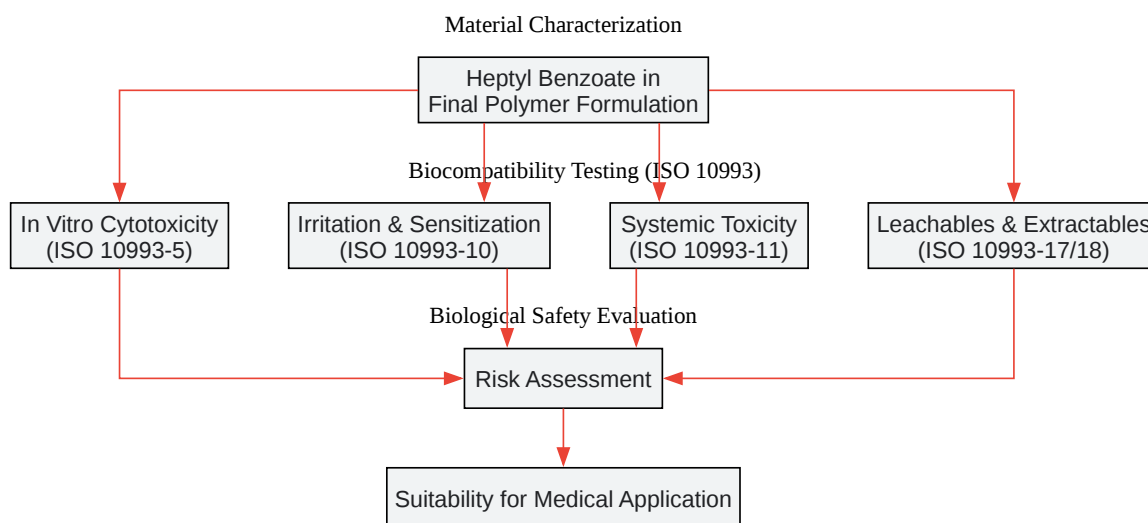 Material Characterization
Heptyl Benzoate in
Final Polymer Formulation
Biocompatibility Testing (ISO 10993)
In Vitro Cytotoxicity
(ISO 10993-5)
Irritation & Sensitization
(ISO 10993-10)
Systemic Toxicity
(ISO 10993-11)
Leachables & Extractables
(ISO 10993-17/18)
Biological Safety Evaluation
Risk Assessment
Suitability for Medical Application